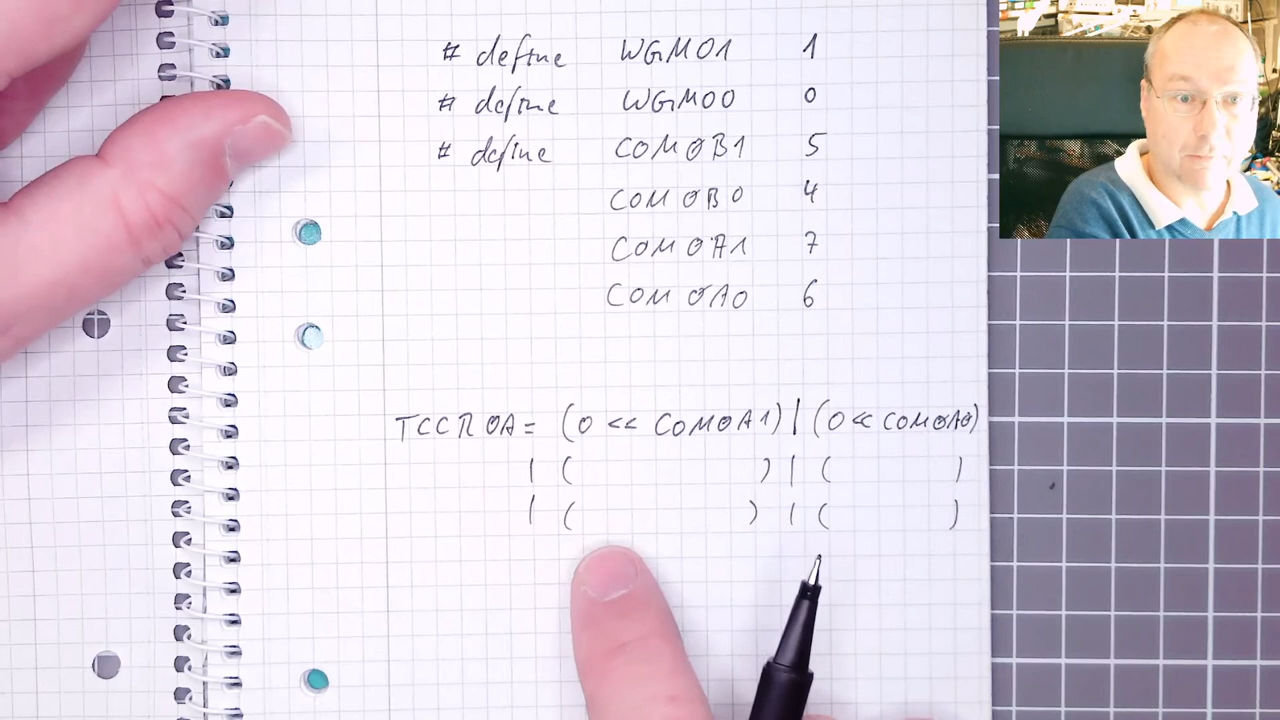 # define WGM01 1
# define WGM00 0
# define COM0B1 5
COM0B0 4
COM0A1 7
COM0A0 6
TCCR0A = (0 << COM0A1) | (0 << COM0A0)
| ( ) | ( )
| ( ) | ( )